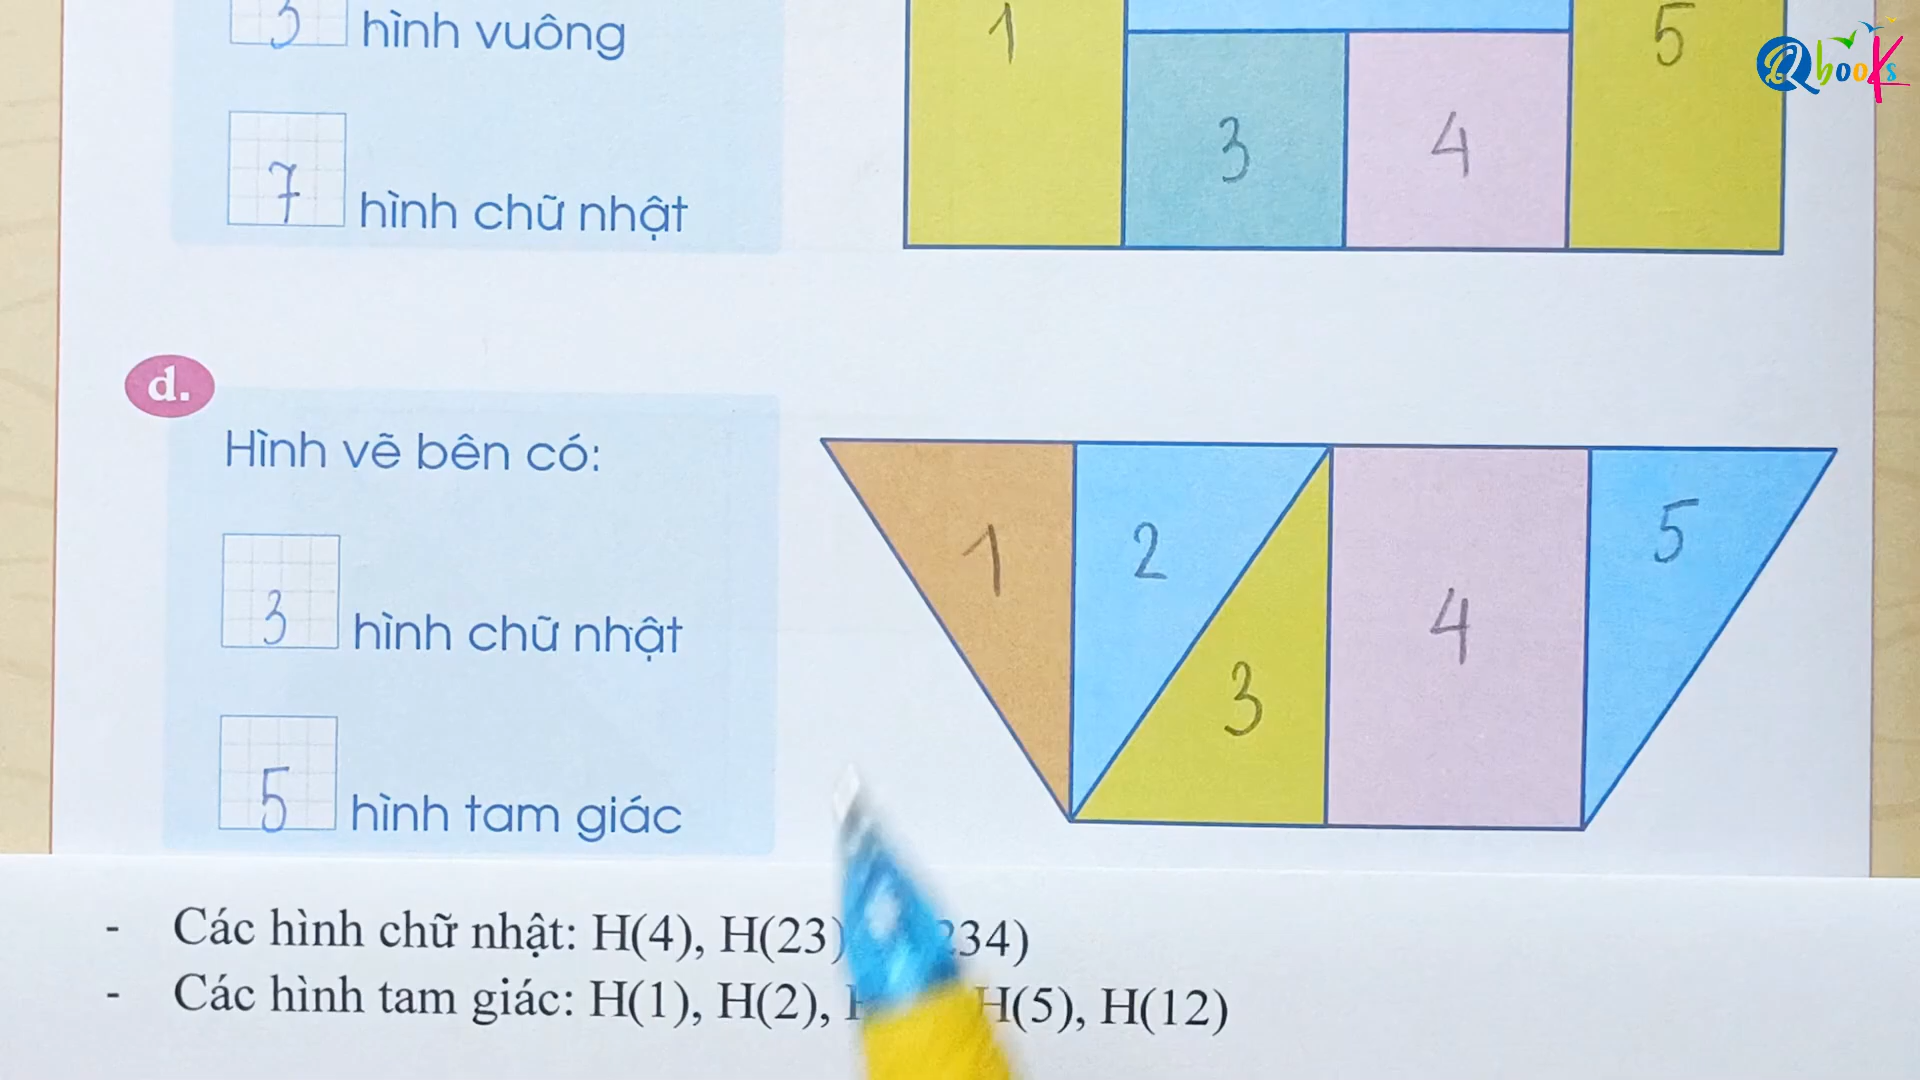 3 hình vuông
7 hình chữ nhật
1
3
4
5
Qbooks
d.
Hình vẽ bên có:
3 hình chữ nhật
5 hình tam giác
1
2
3
4
5
- Các hình chữ nhật: H(4), H(23) 234)
- Các hình tam giác: H(1), H(2), H(5), H(12)